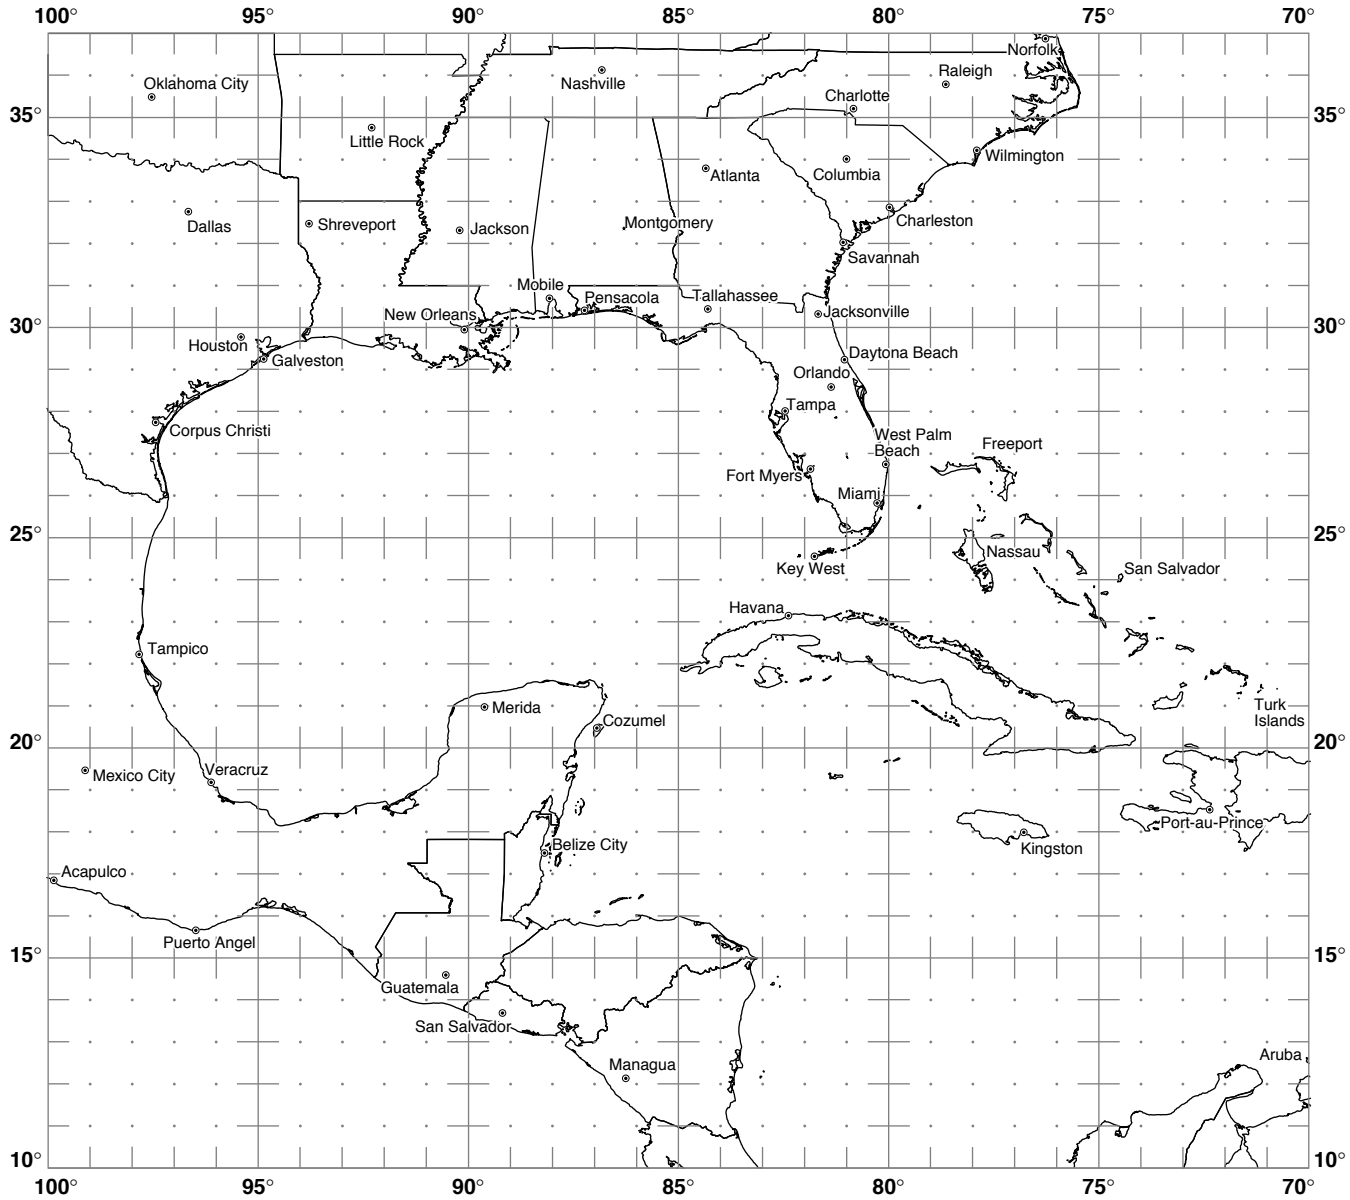 100° 95° 90° 85° 80° 75° 70°
Norfolk
Raleigh
Oklahoma City
Nashville
Charlotte
35° 35°
Little Rock
Wilmington
Atlanta
Columbia
Charleston
Dallas
Shreveport
Jackson
Montgomery
Savannah
Mobile
Pensacola
Tallahassee
New Orleans
Jacksonville
30° 30°
Houston
Galveston
Daytona Beach
Orlando
Tampa
Corpus Christi
West Palm
Beach
Freeport
Fort Myers
Miami
25° 25°
Nassau
Key West
San Salvador
Havana
Tampico
Merida
Cozumel
Turk
Islands
20° 20°
Mexico City
Veracruz
Port-au-Prince
Belize City
Kingston
Acapulco
Puerto Angel
15° 15°
Guatemala
San Salvador
Managua
Aruba
10° 10°
100° 95° 90° 85° 80° 75° 70°